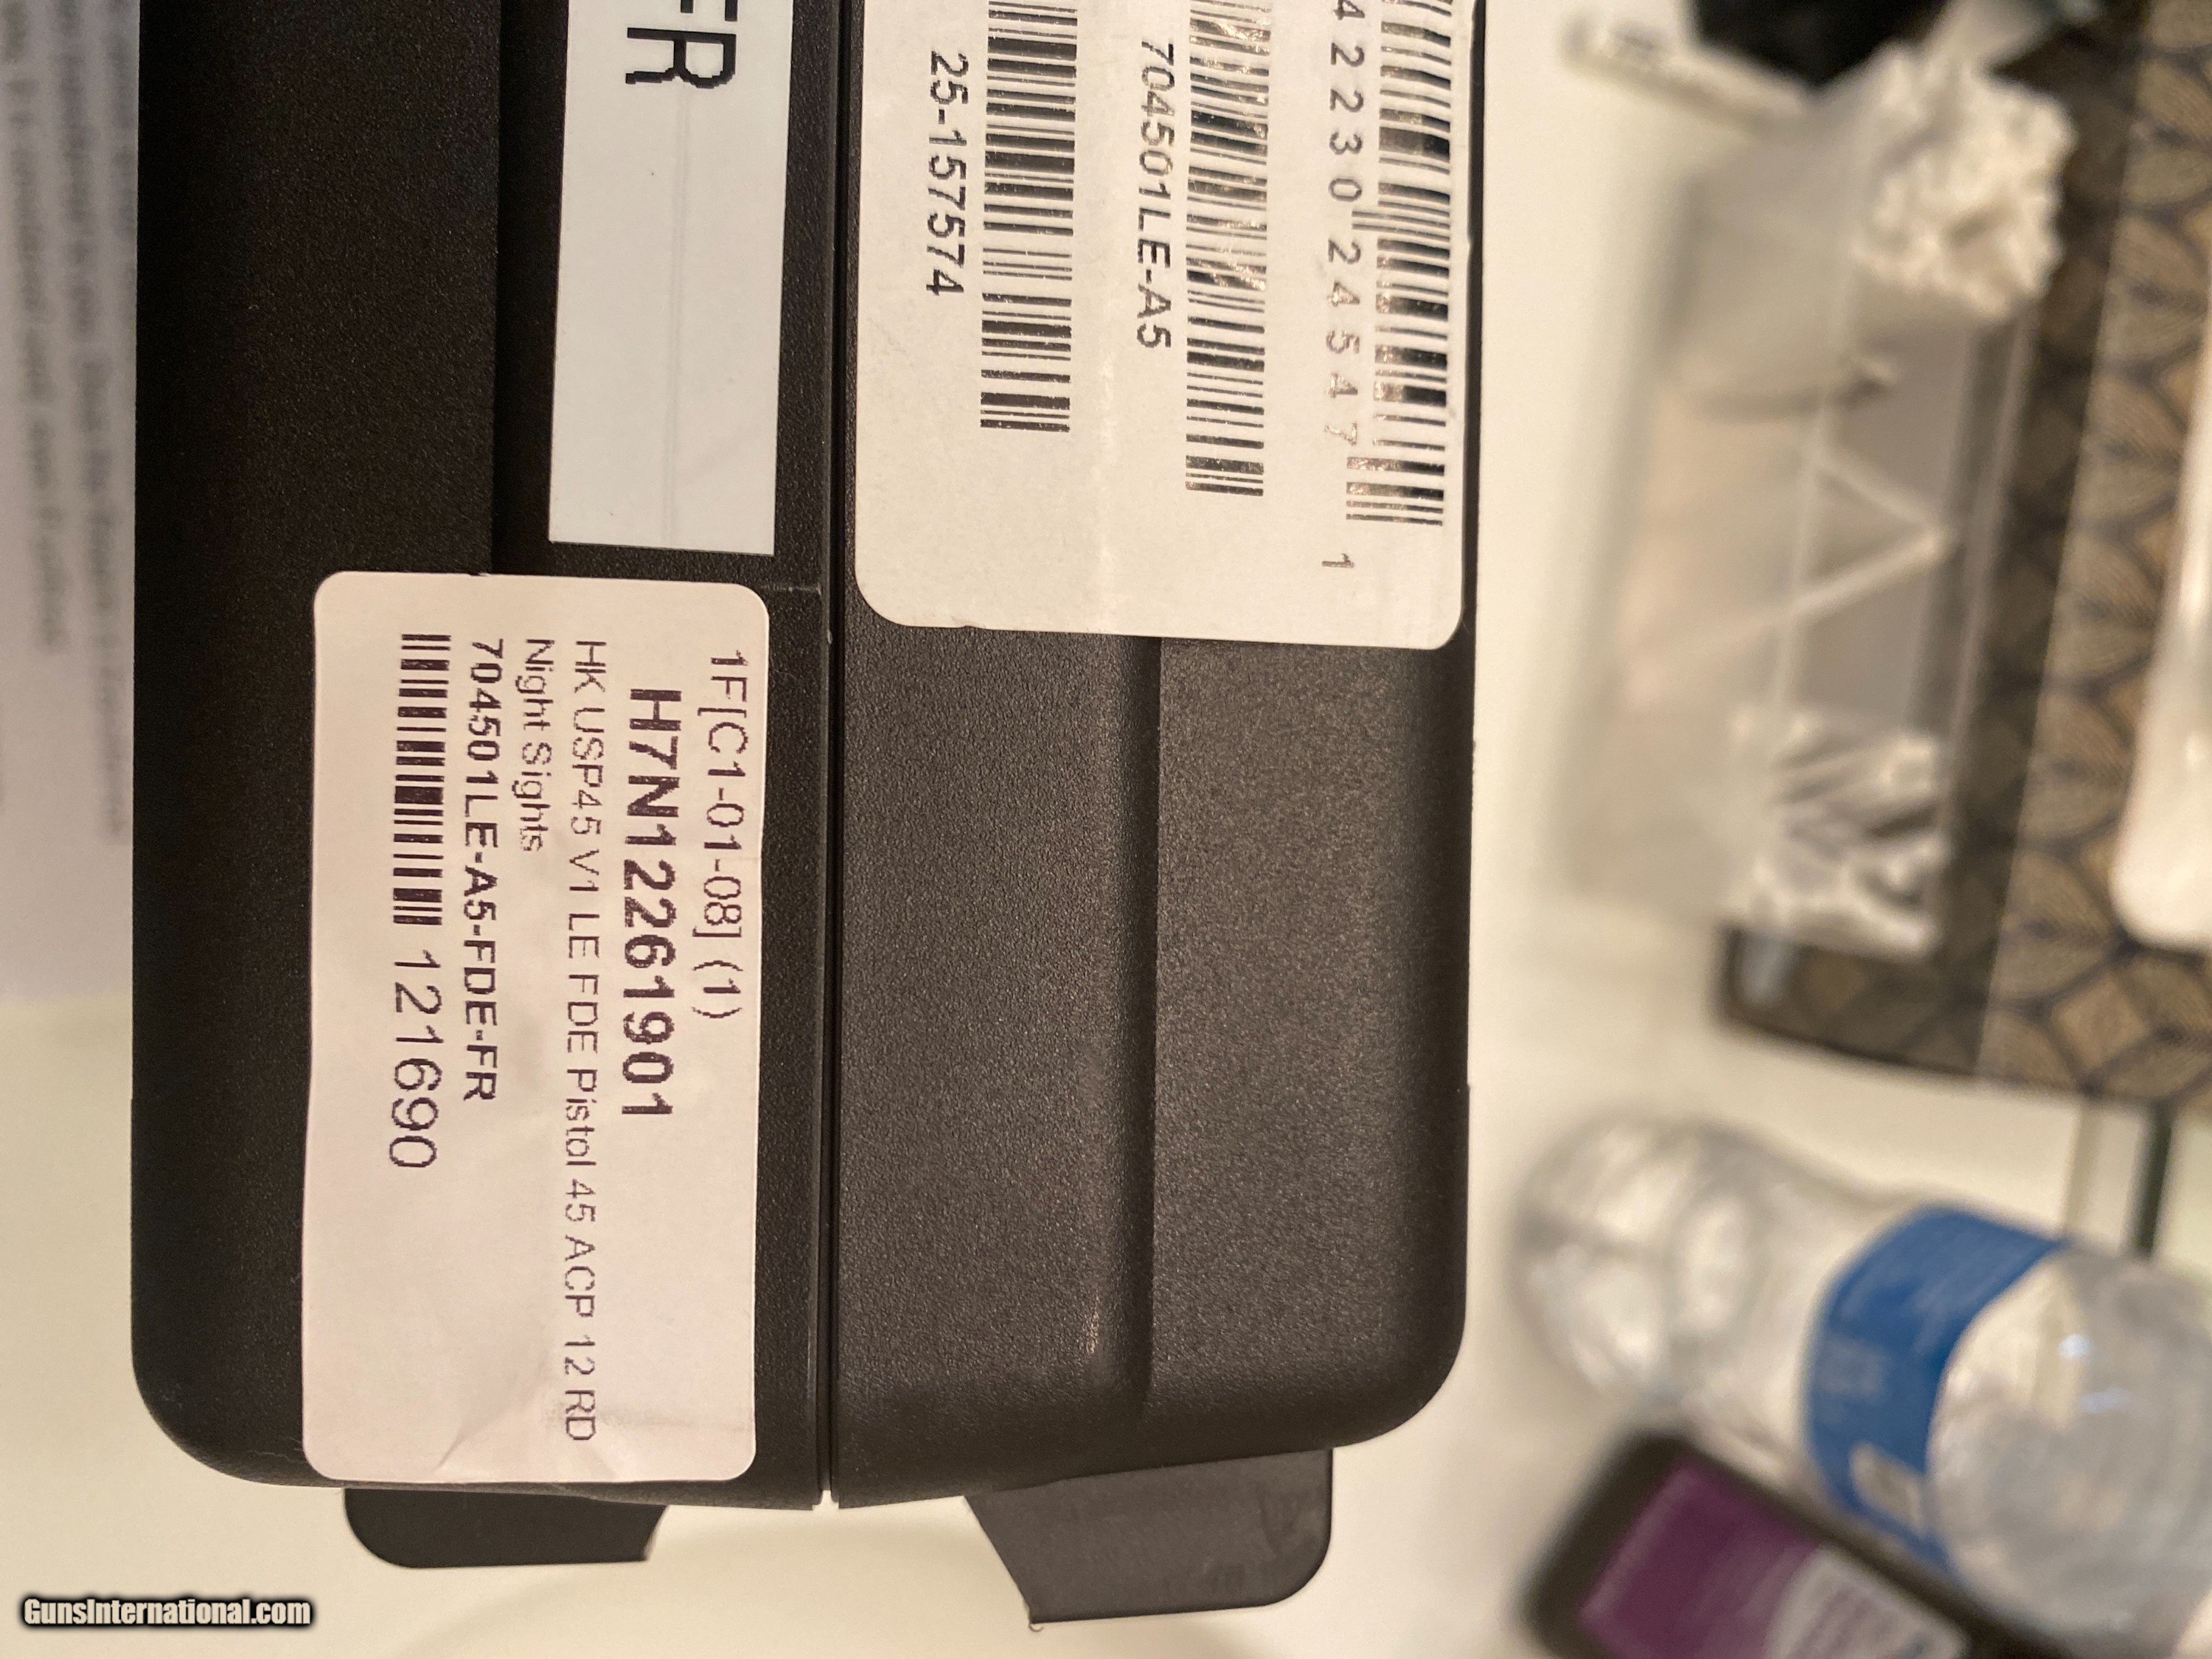 4 2 2 3 0 2 4 5 4 7 1
704501LE-A5
25-157574
FR
1F[C1-01-08] (1)
H7N12261901
HK USP45 V1 LE FDE Pistol 45 ACP 12 RD
Night Sights
704501LE-A5-FDE-FR
121690
GunsInternational.com